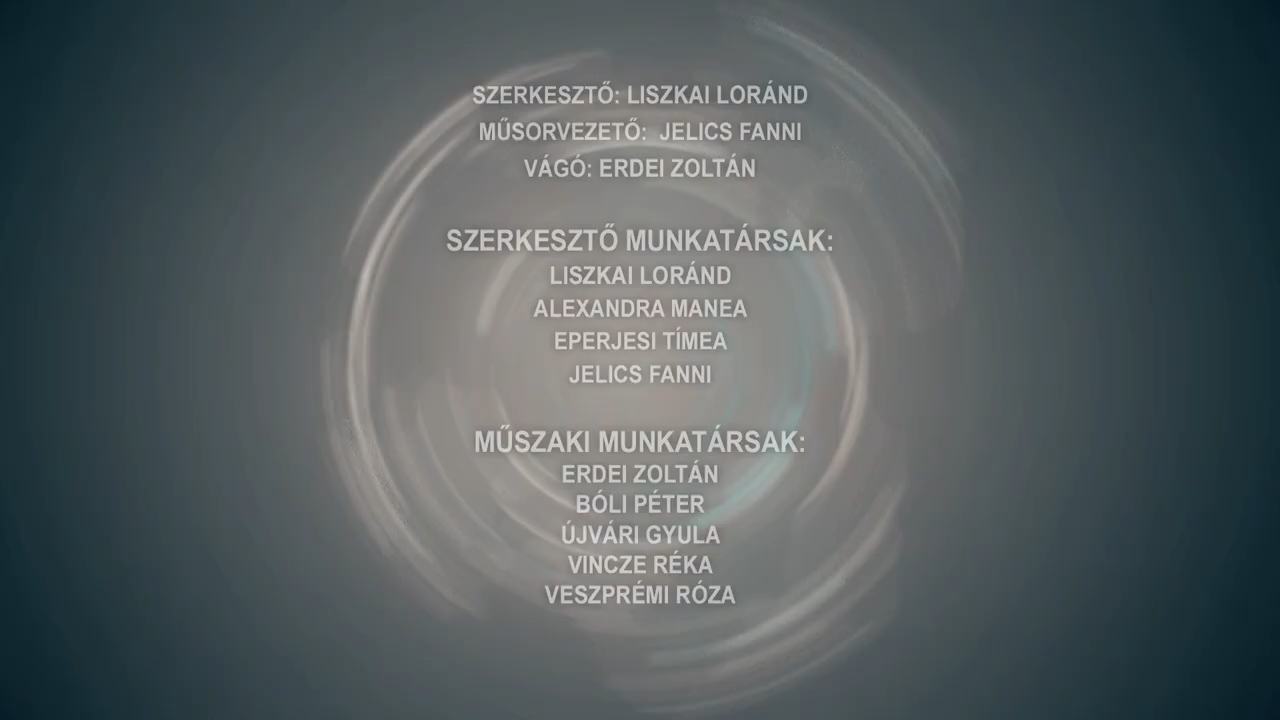 SZERKESZTŐ: LISZKAI LORÁND
MŰSORVEZETŐ: JELICS FANNI
VÁGÓ: ERDEI ZOLTÁN
SZERKESZTŐ MUNKATÁRSAK:
LISZKAI LORÁND
ALEXANDRA MANEA
EPERJESI TÍMEA
JELICS FANNI
MŰSZAKI MUNKATÁRSAK:
ERDEI ZOLTÁN
BÓLI PÉTER
ÚJVÁRI GYULA
VINCZE RÉKA
VESZPRÉMI RÓZA